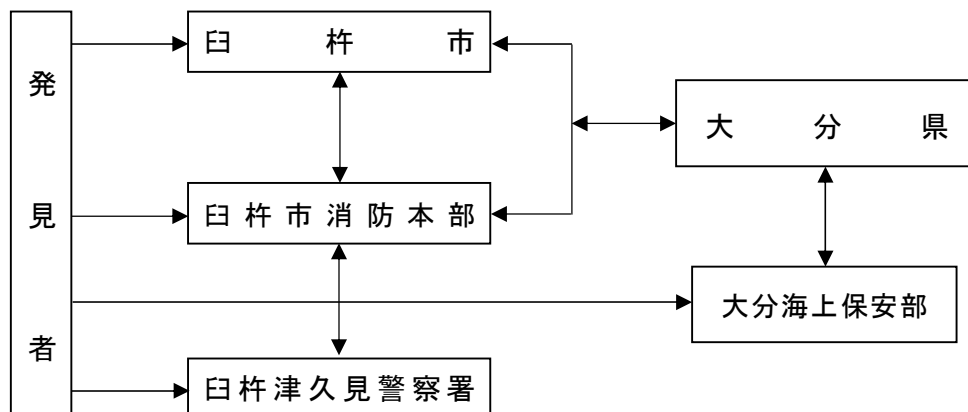 発見者
臼杵市
大分県
臼杵市消防本部
大分海上保安部
臼杵津久見警察署